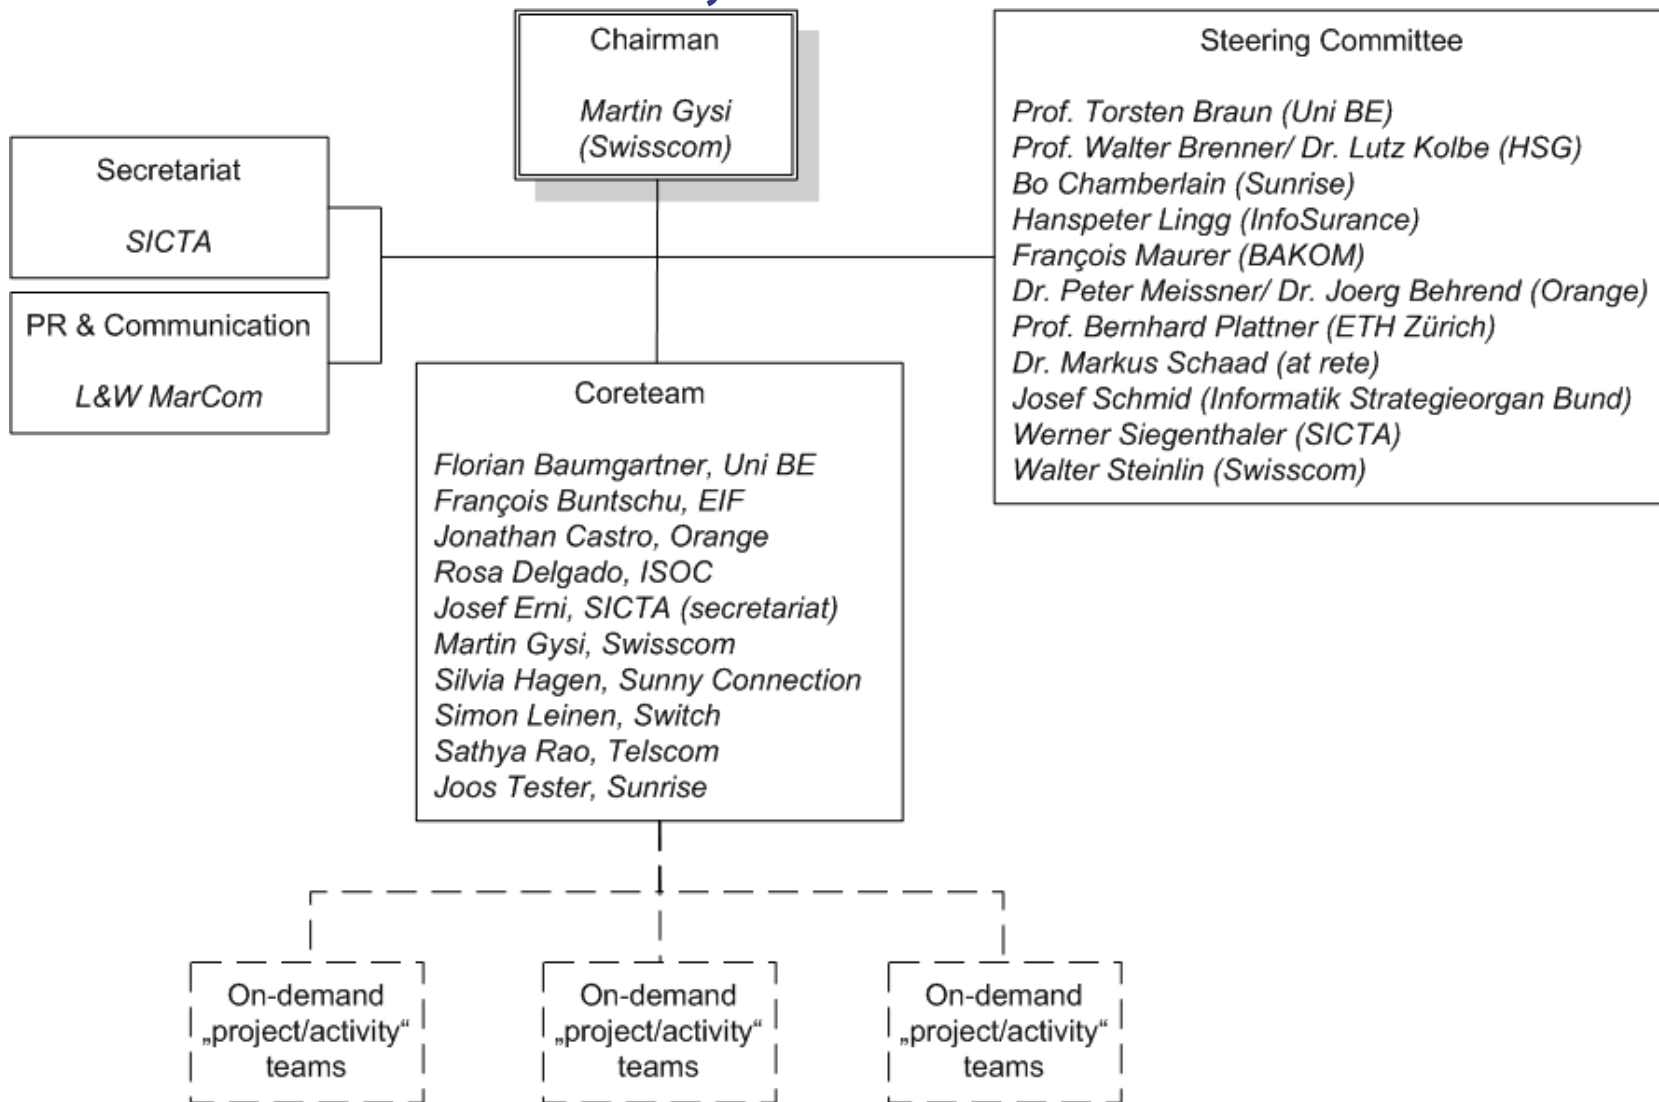 Chairman
Martin Gysi
(Swisscom)
Steering Committee
Prof. Torsten Braun (Uni BE)
Prof. Walter Brenner/ Dr. Lutz Kolbe (HSG)
Bo Chamberlain (Sunrise)
Hanspeter Lingg (InfoSurance)
François Maurer (BAKOM)
Dr. Peter Meissner/ Dr. Joerg Behrend (Orange)
Prof. Bernhard Plattner (ETH Zürich)
Dr. Markus Schaad (at rete)
Josef Schmid (Informatik Strategieorgan Bund)
Werner Siegenthaler (SICTA)
Walter Steinlin (Swisscom)
Secretariat
SICTA
PR & Communication
L&W MarCom
Coreteam
Florian Baumgartner, Uni BE
François Buntschu, EIF
Jonathan Castro, Orange
Rosa Delgado, ISOC
Josef Erni, SICTA (secretariat)
Martin Gysi, Swisscom
Silvia Hagen, Sunny Connection
Simon Leinen, Switch
Sathya Rao, Telscom
Joos Tester, Sunrise
On-demand
„project/activity“
teams
On-demand
„project/activity“
teams
On-demand
„project/activity“
teams